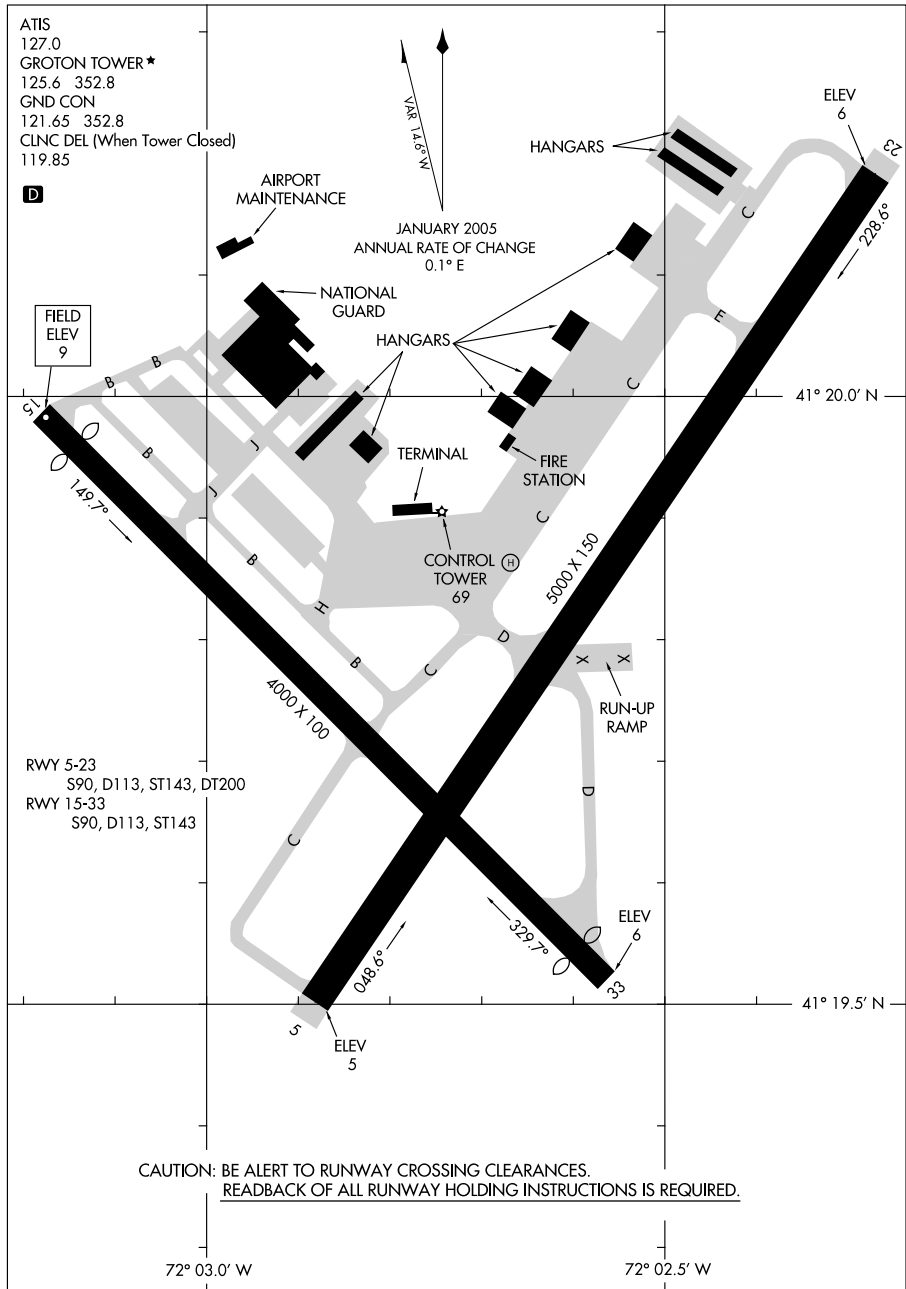 ATIS
127.0
GROTON TOWER★
125.6 352.8
GND CON
121.65 352.8
CLNC DEL (When Tower Closed)
119.85
D
VAR 14.6° W
JANUARY 2005
ANNUAL RATE OF CHANGE
0.1° E
HANGARS
ELEV
6
23
228.6°
C
E
AIRPORT
MAINTENANCE
NATIONAL
GUARD
HANGARS
FIELD
ELEV
9
15
149.7°
B
B
B
J
J
B
H
B
C
41° 20.0' N
TERMINAL
FIRE
STATION
C
CONTROL
TOWER
69
H
5000 X 150
D
C
X
X
RUN-UP
RAMP
D
4000 X 100
RWY 5-23
S90, D113, ST143, DT200
RWY 15-33
S90, D113, ST143
C
048.6°
329.7°
ELEV
6
33
5
ELEV
5
41° 19.5' N
CAUTION: BE ALERT TO RUNWAY CROSSING CLEARANCES.
READBACK OF ALL RUNWAY HOLDING INSTRUCTIONS IS REQUIRED.
72° 03.0' W
72° 02.5' W